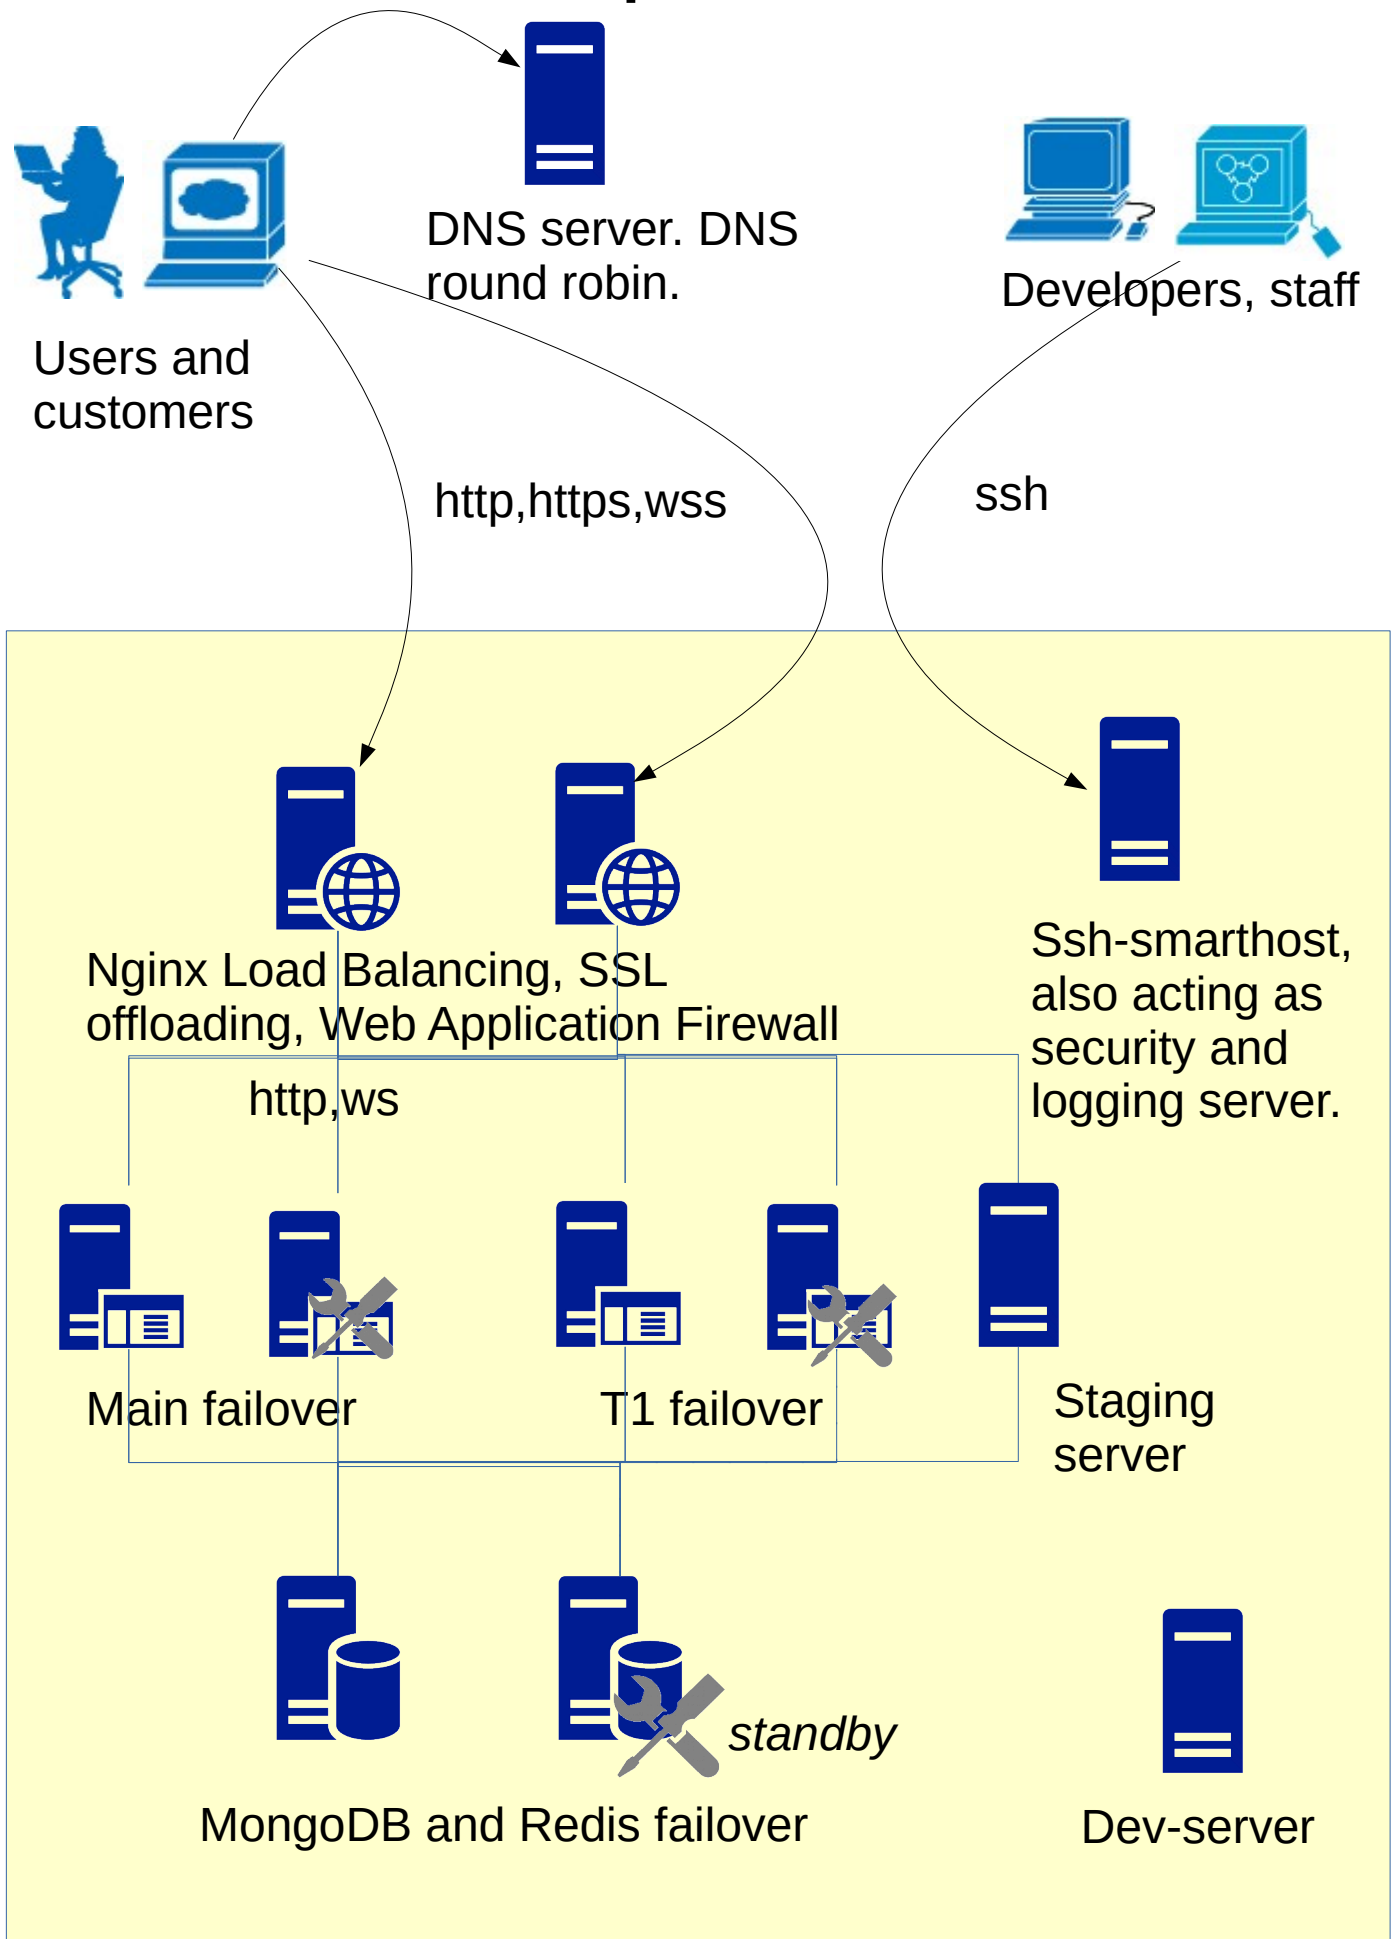 DNS server. DNS
round robin.
Developers, staff
Users and
customers
http,https,wss
ssh
Nginx Load Balancing, SSL
offloading, Web Application Firewall
Ssh-smarthost,
also acting as
security and
logging server.
http,ws
Main failover
T1 failover
Staging
server
standby
MongoDB and Redis failover
Dev-server